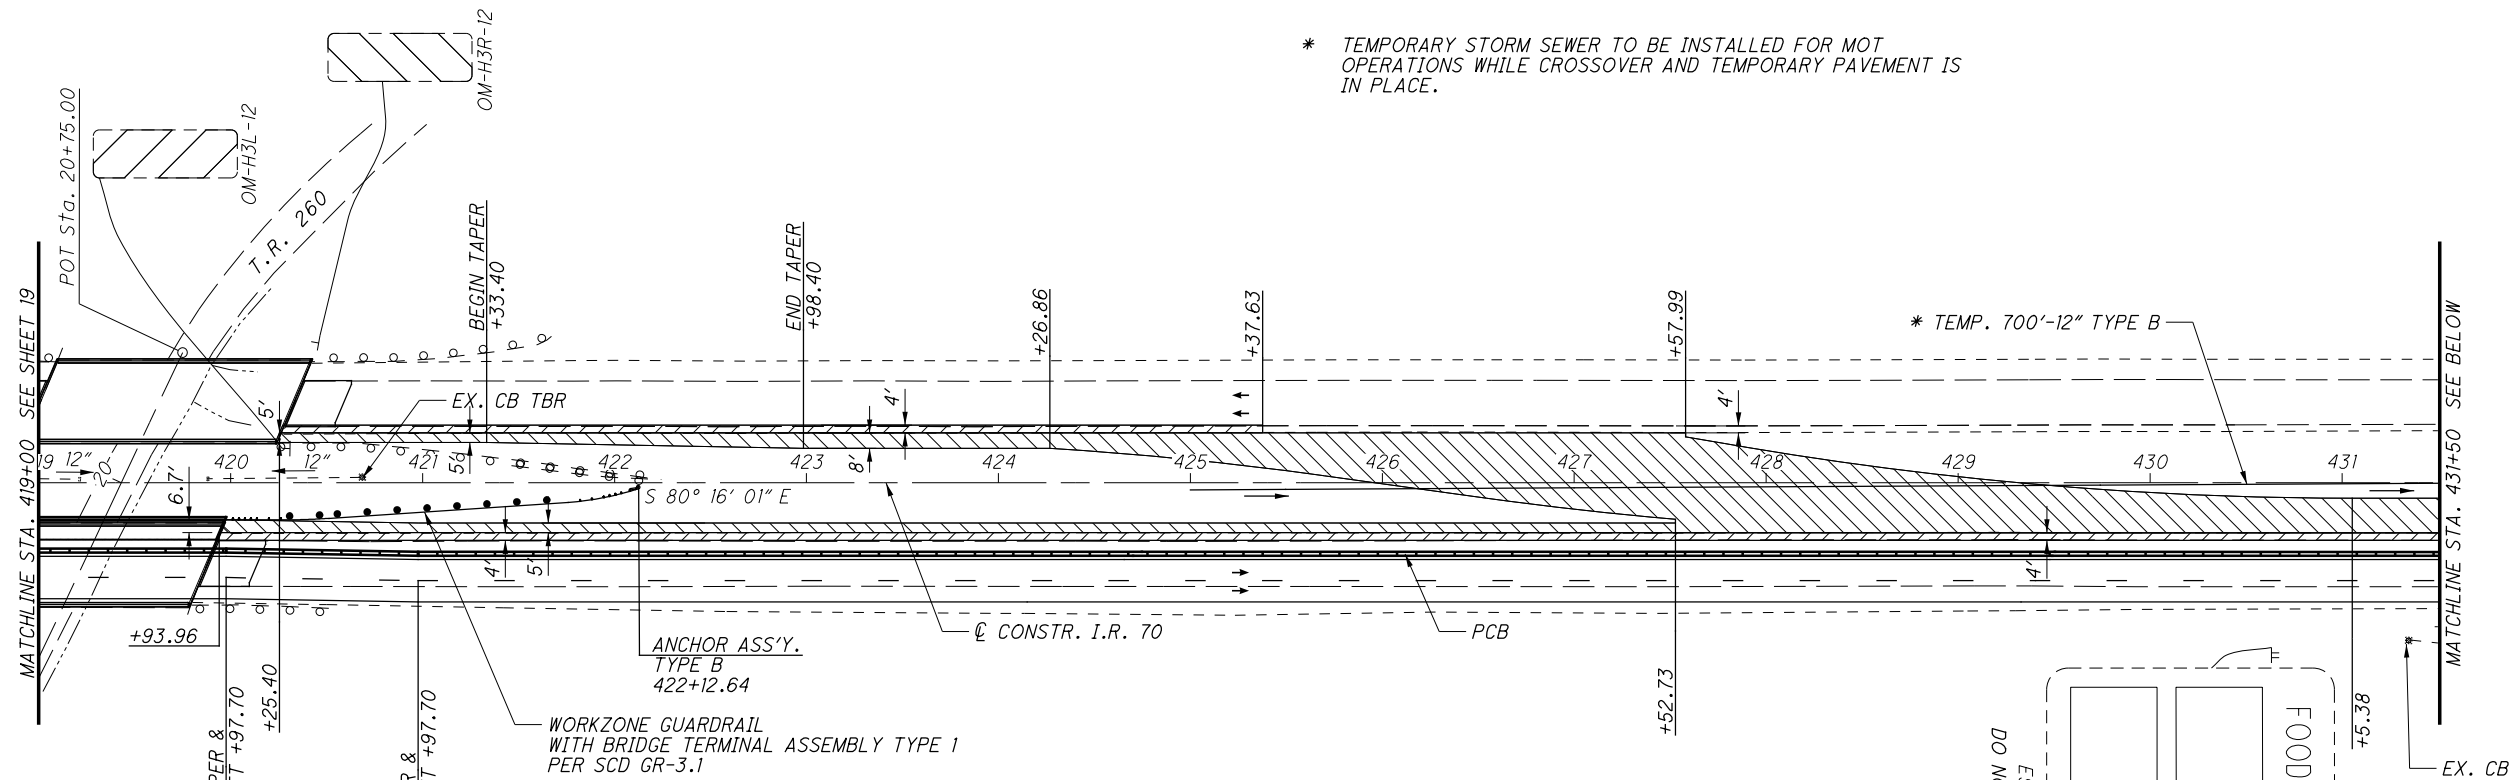 * TEMPORARY STORM SEWER TO BE INSTALLED FOR MOT
OPERATIONS WHILE CROSSOVER AND TEMPORARY PAVEMENT IS
IN PLACE.
OM-H3R-12
OM-H3L-12
POT Sta. 20+75.00
T.R. 260
MATCHLINE STA. 419+00 SEE SHEET 19
BEGIN TAPER
+33.40
END TAPER
+98.40
+26.86
+37.63
+57.99
* TEMP. 700'-12" TYPE B
MATCHLINE STA. 431+50 SEE BELOW
EX. CB TBR
5'
5'
8'
4'
4'
19
12"
20
420
12"
421
422
423
424
425
426
427
428
429
430
431
6.7'
S 80° 16' 01" E
4'
5'
4'
+93.96
℄ CONSTR. I.R. 70
PCB
ANCHOR ASS'Y.
TYPE B
422+12.64
+25.40
PER &
T +97.70
R &
T +97.70
WORKZONE GUARDRAIL
WITH BRIDGE TERMINAL ASSEMBLY TYPE 1
PER SCD GR-3.1
+52.73
+5.38
FOOD
DO NO
ES
EX. CB